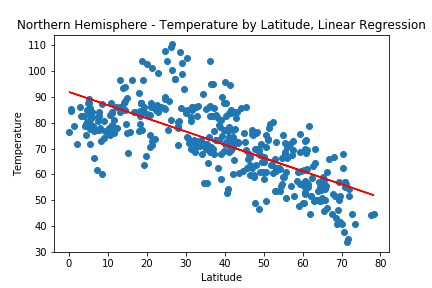 Northern Hemisphere - Temperature by Latitude, Linear Regression
110
100
90
80
70
60
50
40
30
Temperature
0 10 20 30 40 50 60 70 80
Latitude